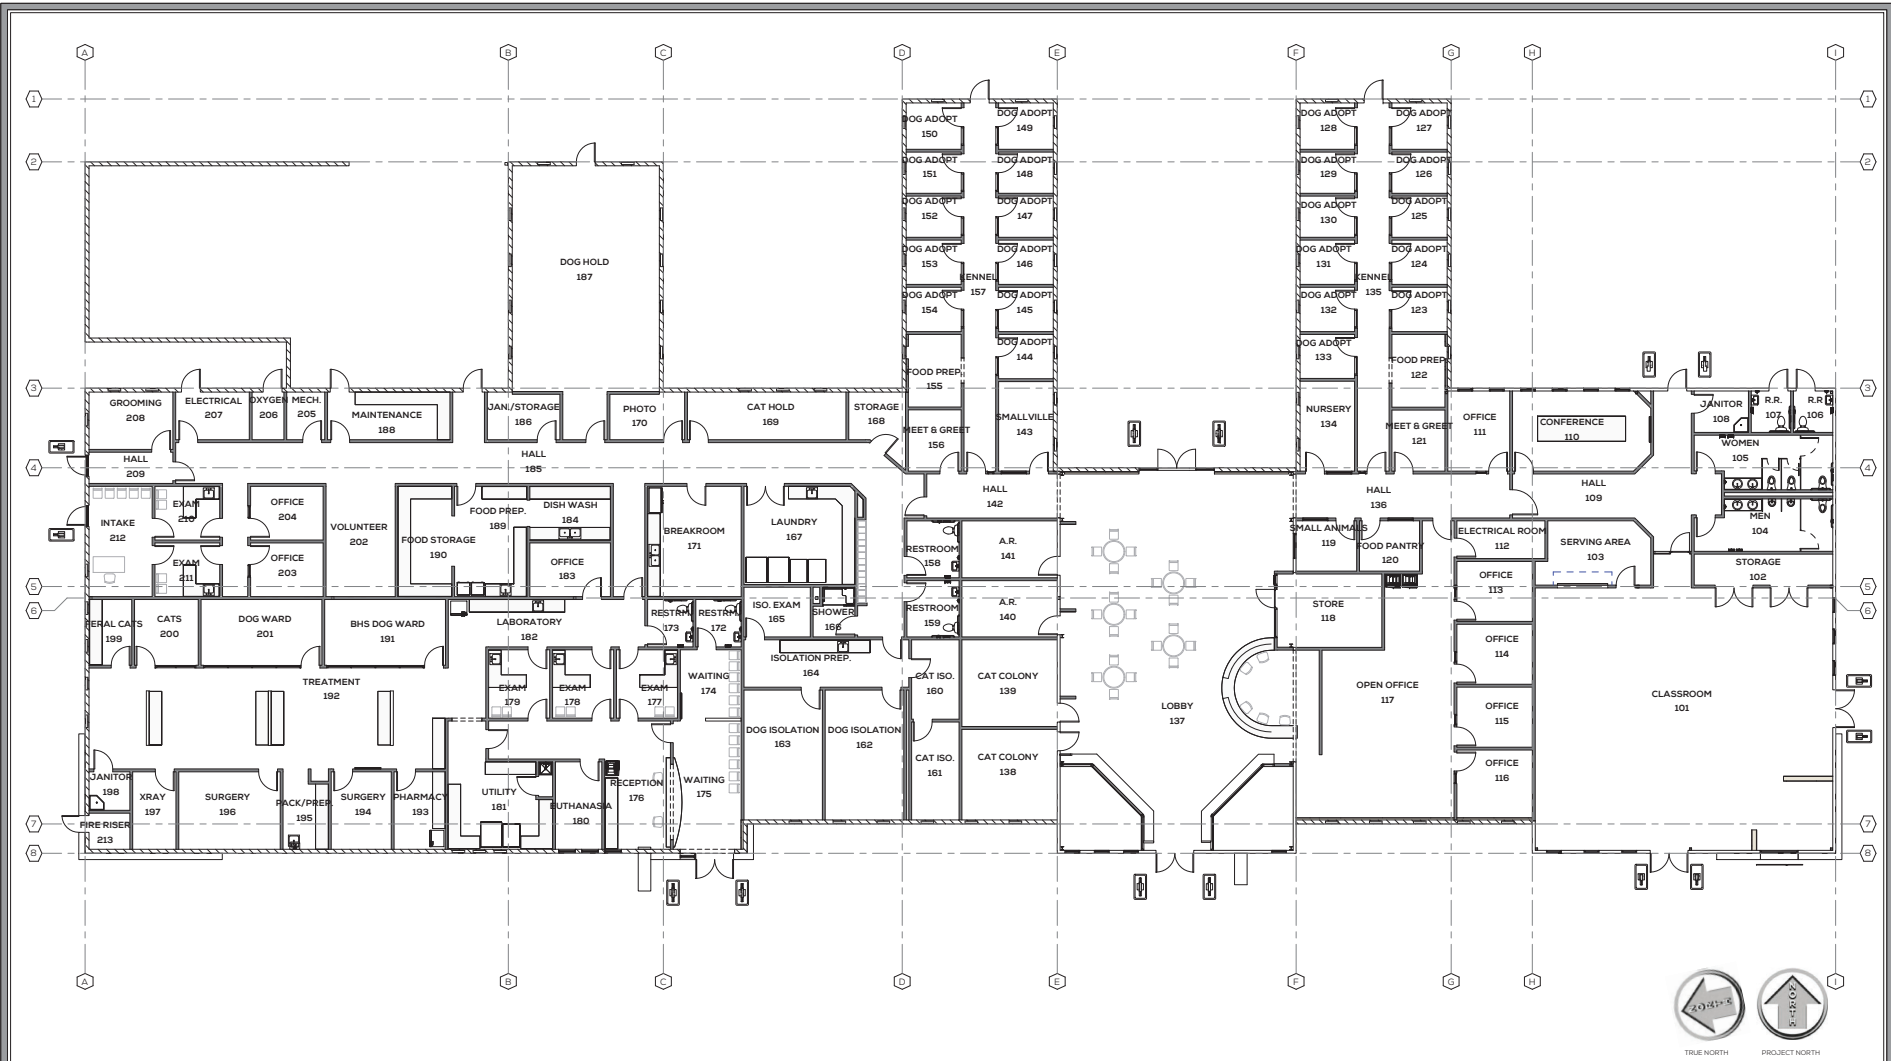 A B C D E F G H I
1 1
DOG ADOPT DOG ADOPT DOG ADOPT DOG ADOPT
150 149 128 127
2 2
DOG ADOPT DOG ADOPT DOG ADOPT DOG ADOPT
151 148 129 126
DOG ADOPT DOG ADOPT DOG ADOPT DOG ADOPT
152 147 130 125
DOG ADOPT DOG ADOPT DOG ADOPT DOG ADOPT
153 146 131 124
DOG HOLD
187
KENNEL KENNEL
157 135
DOG ADOPT DOG ADOPT DOG ADOPT DOG ADOPT
154 145 132 123
DOG ADOPT DOG ADOPT
144 133
FOOD PREP. FOOD PREP.
155 122
3 3
GROOMING ELECTRICAL OXYGEN MECH. MAINTENANCE JAN./STORAGE PHOTO CAT HOLD STORAGE
208 207 206 205 188 186 170 169 168
MEET & GREET SMALLVILLE NURSERY MEET & GREET OFFICE CONFERENCE JANITOR R.R. R.R
156 143 134 121 111 110 108 107 106
WOMEN
105
4 4
HALL HALL
209 185
HALL HALL HALL
142 136 109
INTAKE EXAM OFFICE VOLUNTEER FOOD PREP. DISH WASH BREAKROOM LAUNDRY
212 210 204 202 189 184 171 167
FOOD STORAGE
190
EXAM OFFICE OFFICE
211 203 183
RESTROOM A.R. SMALL ANIMALS FOOD PANTRY ELECTRICAL ROOM SERVING AREA MEN
158 141 119 120 112 103 104
STORAGE
102
5 5
OFFICE
113
6 6
FERAL CATS CATS DOG WARD BHS DOG WARD LABORATORY RESTRM. RESTRM. ISO. EXAM SHOWER RESTROOM A.R. STORE
199 200 201 191 182 173 172 165 166 159 140 118
OFFICE
114
ISOLATION PREP.
164
TREATMENT EXAM EXAM EXAM WAITING CAT ISO. CAT COLONY OPEN OFFICE CLASSROOM
192 179 178 177 174 160 139 117 101
LOBBY OFFICE
137 115
DOG ISOLATION DOG ISOLATION
163 162
CAT ISO. CAT COLONY OFFICE
161 138 116
JANITOR XRAY SURGERY PACK/PREP. SURGERY PHARMACY UTILITY EUTHANASIA RECEPTION WAITING
198 197 196 195 194 193 181 180 176 175
7 7
FIRE RISER
213
8 8
A B C D E F G H I
NORTH NORTH
TRUE NORTH PROJECT NORTH